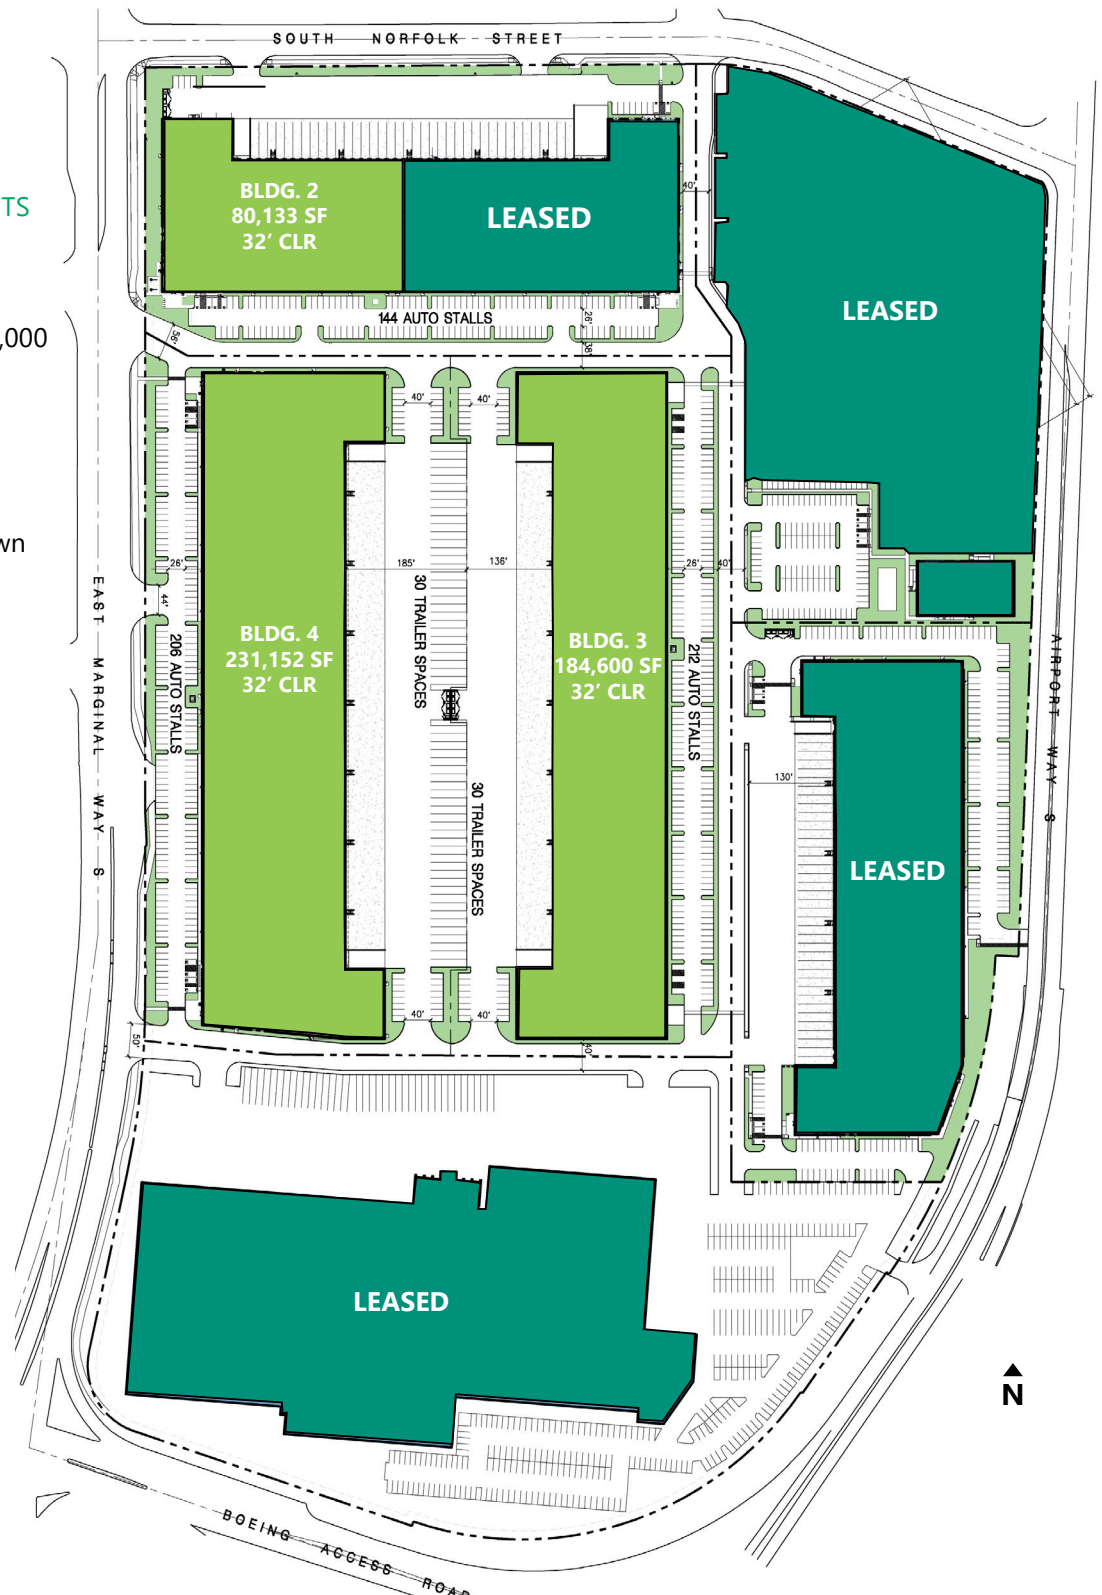 SOUTH NORFOLK STREET
TS
,000
wn
BLDG. 2
80,133 SF
32' CLR
LEASED
40'
LEASED
144 AUTO STALLS
26'
38'
56'
40'
40'
26'
44'
185'
136'
26'
40'
30 TRAILER SPACES
BLDG. 4
231,152 SF
32' CLR
BLDG. 3
184,600 SF
32' CLR
206 AUTO STALLS
212 AUTO STALLS
EAST MARGINAL WAY S
AIRPORT WAY S
30 TRAILER SPACES
130'
LEASED
40'
40'
50'
40'
LEASED
N
BOEING ACCESS ROAD